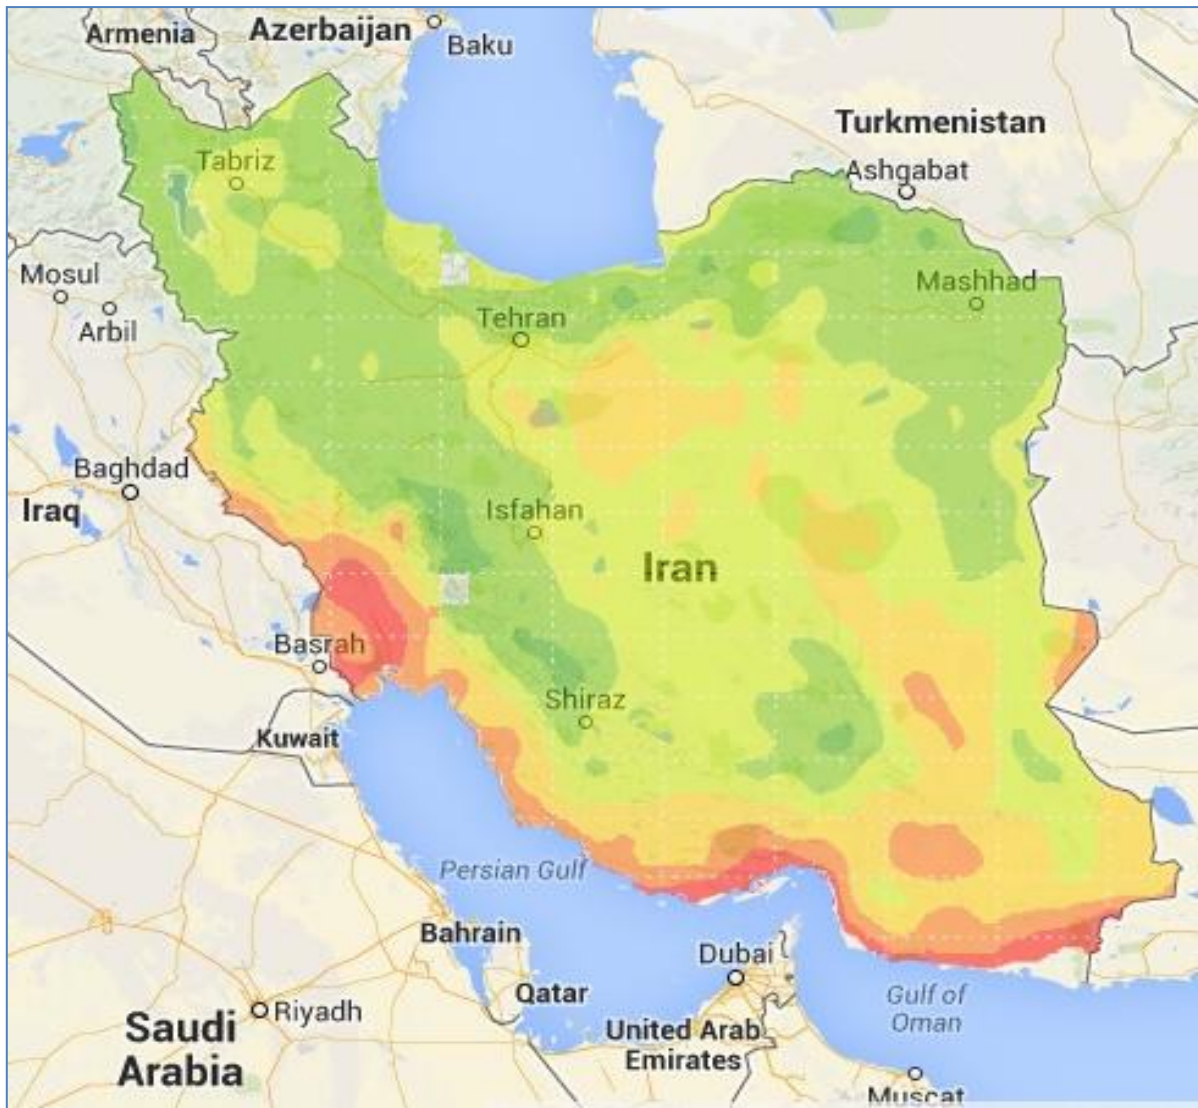 Armenia
Azerbaijan
Baku
Turkmenistan
Ashgabat
Tabriz
Mosul
Arbil
Mashhad
Tehran
Baghdad
Iraq
Isfahan
Iran
Basrah
Shiraz
Kuwait
Persian Gulf
Bahrain
Dubai
Qatar
Gulf of
Oman
Riyadh
Saudi
Arabia
United Arab
Emirates
Muscat